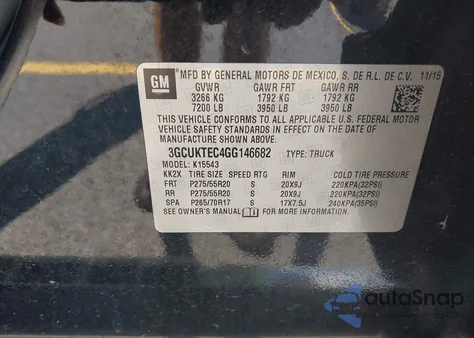 GM
MFD BY GENERAL MOTORS DE MEXICO, S. DE R.L. DE C.V. 11/15
GVWR GAWR FRT GAWR RR
3266 KG 1792 KG 1792 KG
7200 LB 3950 LB 3950 LB
THIS VEHICLE CONFORMS TO ALL APPLICABLE U.S. FEDERAL MOTOR
VEHICLE SAFETY STANDARDS IN EFFECT ON THE DATE OF
MANUFACTURE SHOWN ABOVE.
3GCUKTEC4GG146682 TYPE: TRUCK
MODEL: K15543
KK2X TIRE SIZE SPEED RTG RIM COLD TIRE PRESSURE
FRT P275/55R20 S 20X9J 220KPA(32PSI)
RR P275/55R20 S 20X9J 220KPA(32PSI)
SPA P265/70R17 S 17X7.5J 240KPA(35PSI)
SEE OWNER'S MANUAL FOR MORE INFORMATION.
autoSnap